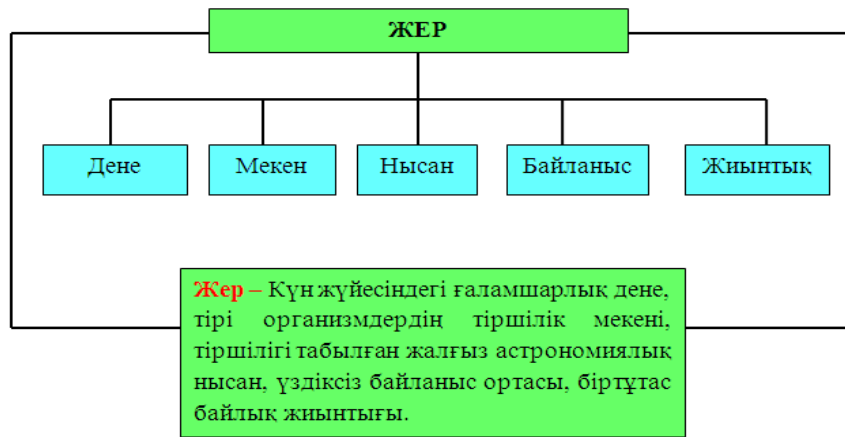 ЖЕР
Дене
Мекен
Нысан
Байланыс
Жиынтық
Жер – Күн жүйесіндегі ғаламшарлық дене,
тірі организмдердің тіршілік мекені,
тіршілігі табылған жалғыз астрономиялық
нысан, үздіксіз байланыс ортасы, біртұтас
байлық жиынтығы.